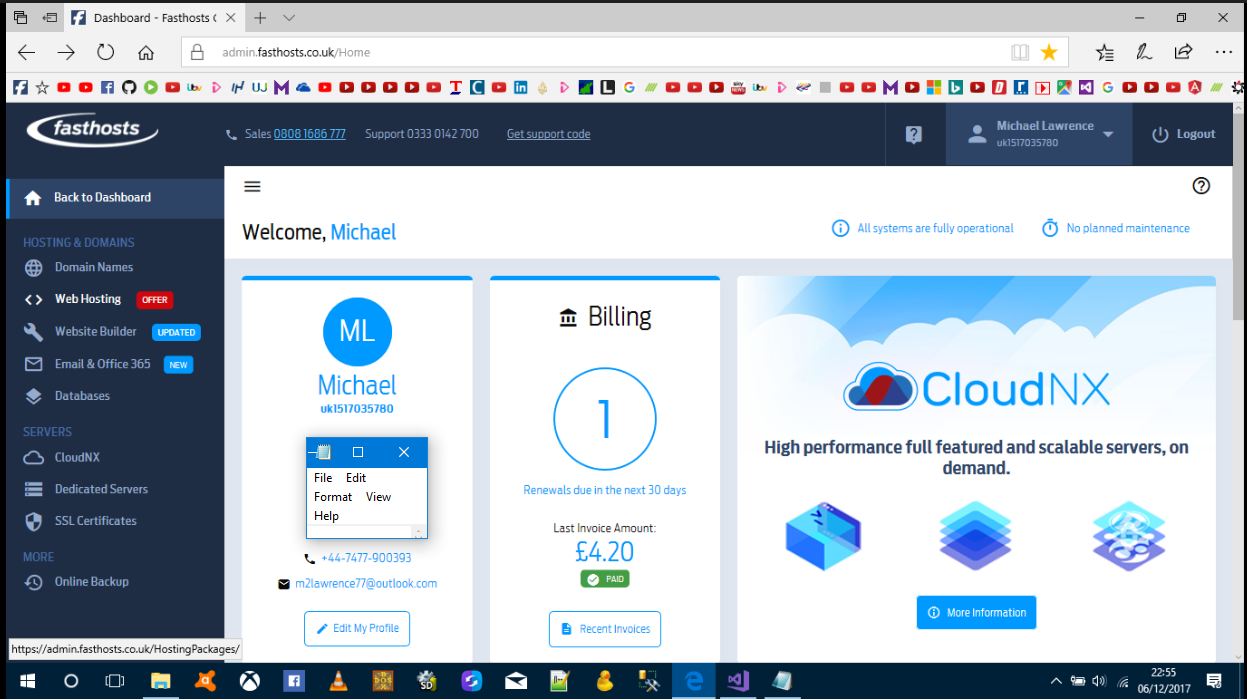 Dashboard - Fasthosts C
admin.fasthosts.co.uk/Home
fasthosts
Sales 0808 1686 777
Support 0333 0142 700
Get support code
Michael Lawrence
uk1517035780
Logout
Back to Dashboard
HOSTING & DOMAINS
Domain Names
Web Hosting OFFER
Website Builder UPDATED
Email & Office 365 NEW
Databases
SERVERS
CloudNX
Dedicated Servers
SSL Certificates
MORE
Online Backup
https://admin.fasthosts.co.uk/HostingPackages/
Welcome, Michael
All systems are fully operational
No planned maintenance
ML
Michael
uk1517035780
File Edit
Format View
Help
+44-7477-900393
m2lawrence77@outlook.com
Edit My Profile
Billing
1
Renewals due in the next 30 days
Last Invoice Amount:
£4.20
PAID
Recent Invoices
CloudNX
High performance full featured and scalable servers, on
demand.
More Information
22:55
06/12/2017